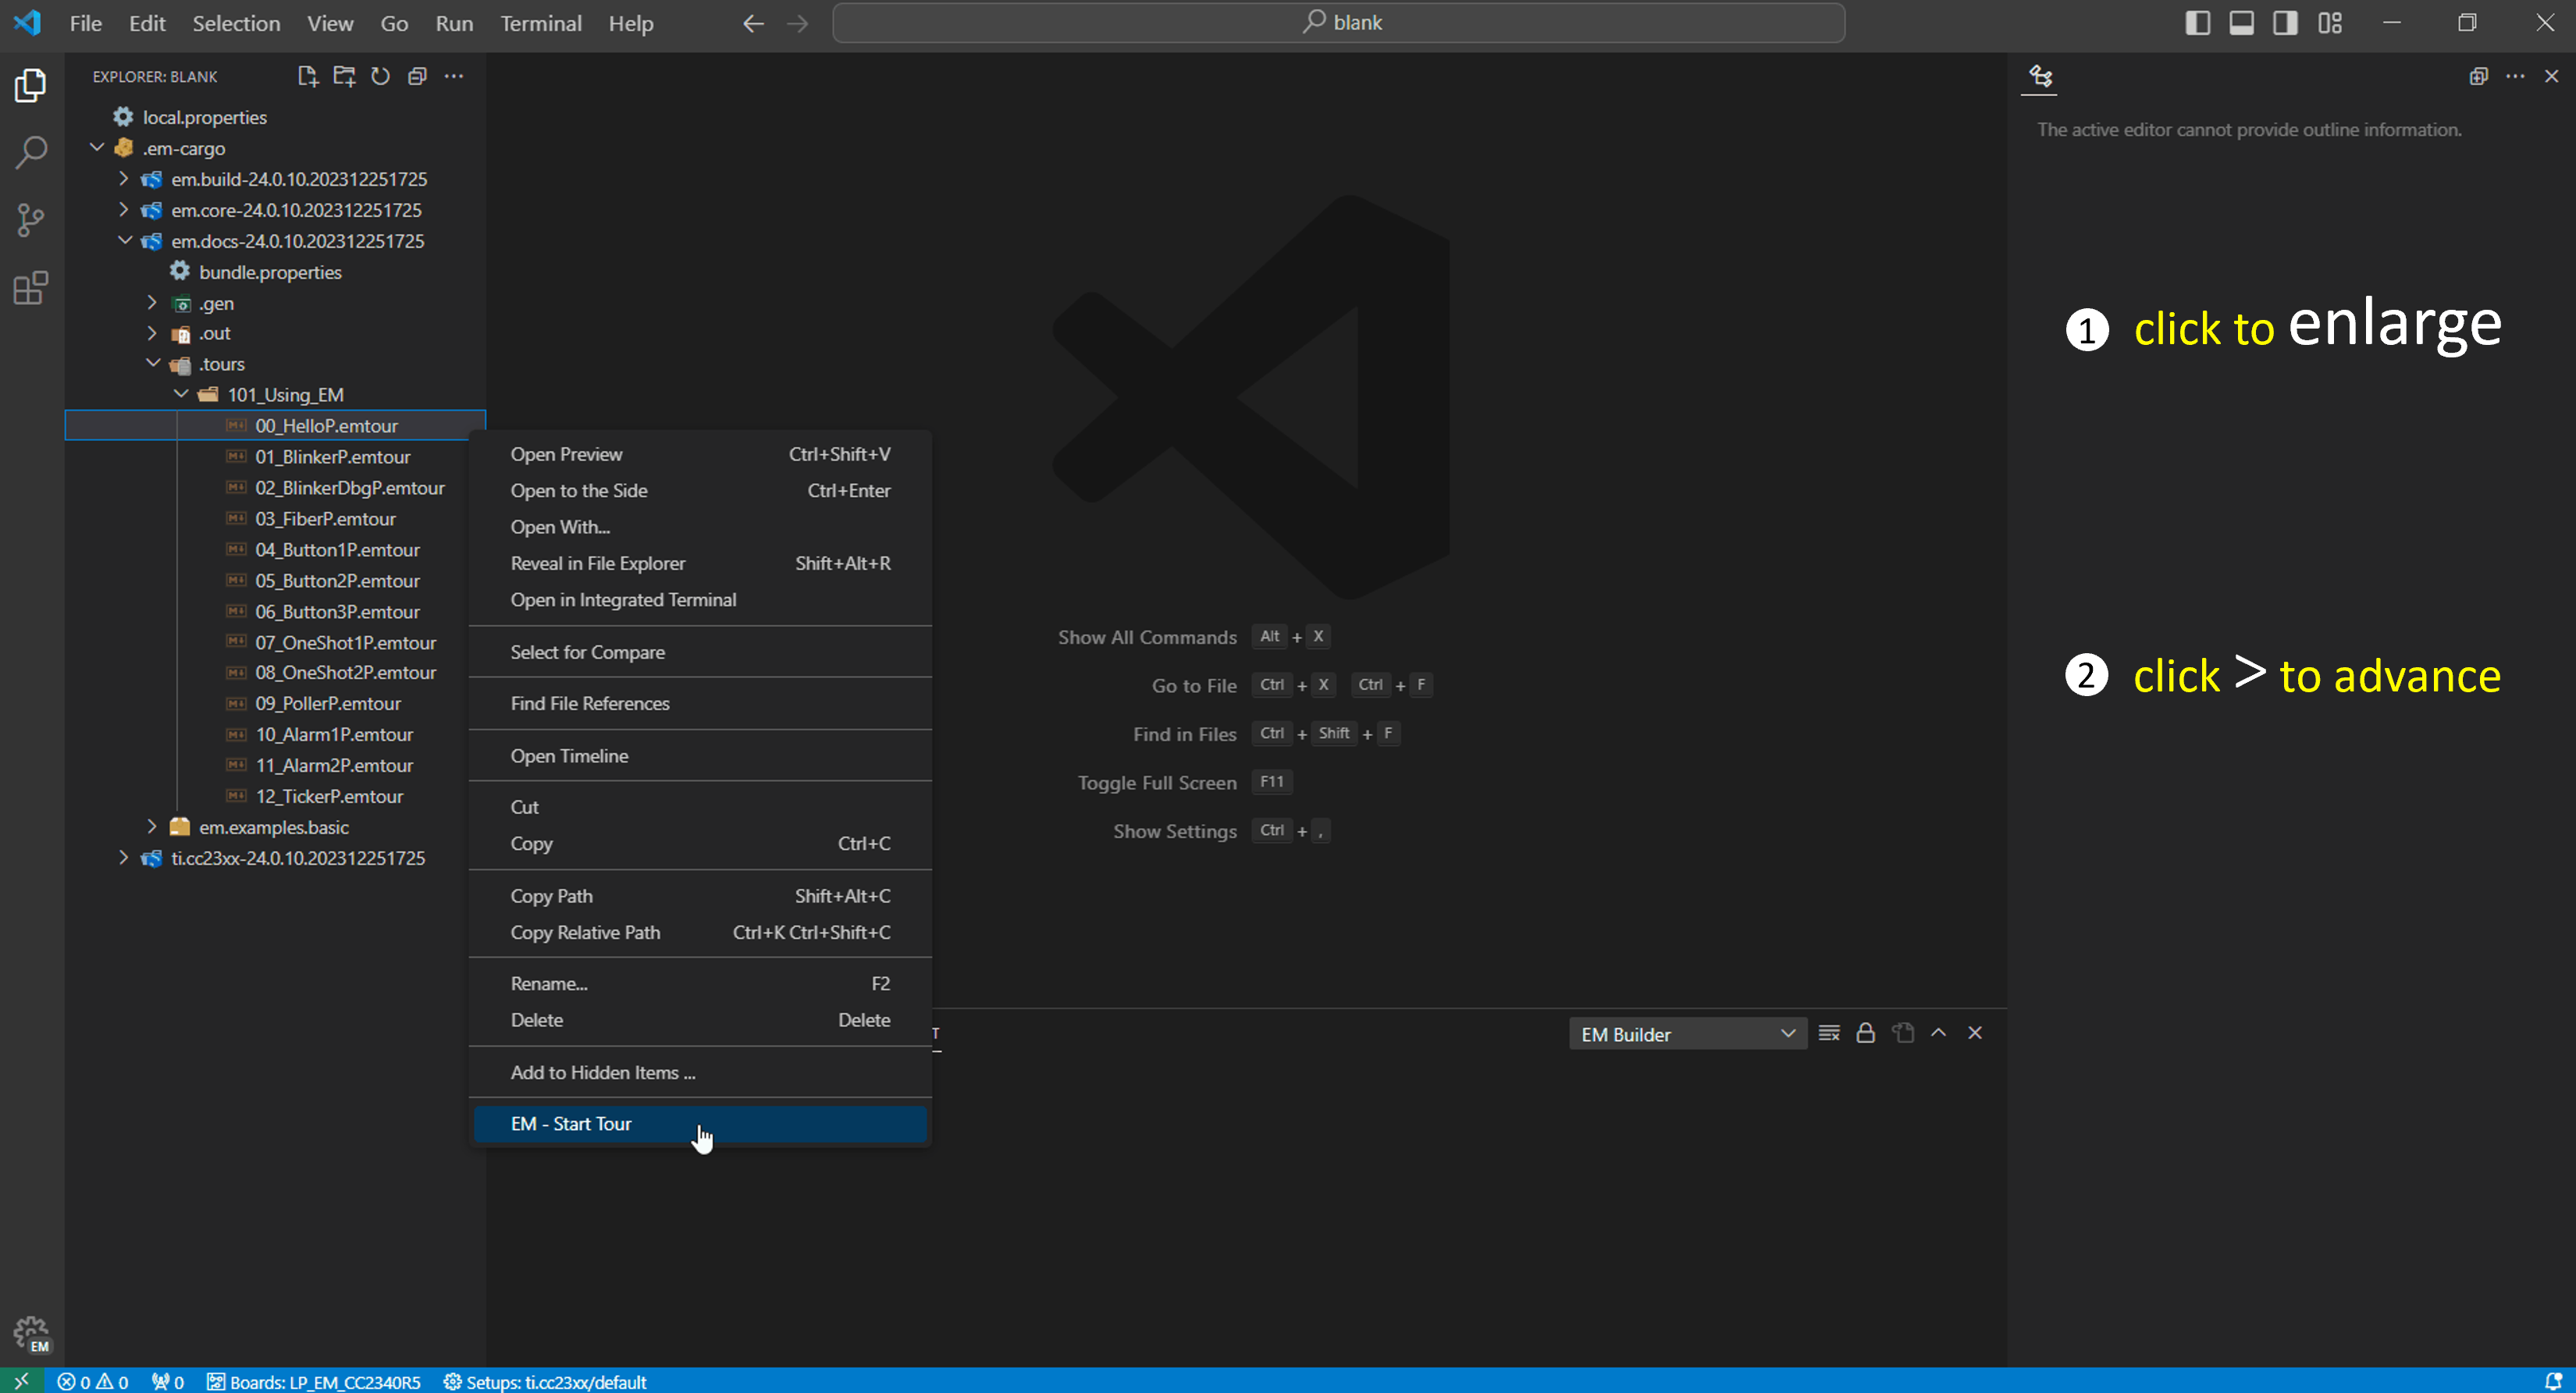 File Edit Selection View Go Run Terminal Help
blank
EXPLORER: BLANK
local.properties
.em-cargo
em.build-24.0.10.202312251725
em.core-24.0.10.202312251725
em.docs-24.0.10.202312251725
bundle.properties
.gen
.out
.tours
101_Using_EM
00_HelloP.emtour
01_BlinkerP.emtour
02_BlinkerDbgP.emtour
03_FiberP.emtour
04_Button1P.emtour
05_Button2P.emtour
06_Button3P.emtour
07_OneShot1P.emtour
08_OneShot2P.emtour
09_PollerP.emtour
10_Alarm1P.emtour
11_Alarm2P.emtour
12_TickerP.emtour
em.examples.basic
ti.cc23xx-24.0.10.202312251725
Open Preview Ctrl+Shift+V
Open to the Side Ctrl+Enter
Open With...
Reveal in File Explorer Shift+Alt+R
Open in Integrated Terminal
Select for Compare
Find File References
Open Timeline
Cut
Copy Ctrl+C
Copy Path Shift+Alt+C
Copy Relative Path Ctrl+K Ctrl+Shift+C
Rename... F2
Delete Delete
Add to Hidden Items ...
EM - Start Tour
Show All Commands Alt + X
Go to File Ctrl + X Ctrl + F
Find in Files Ctrl + Shift + F
Toggle Full Screen F11
Show Settings Ctrl + ,
T
EM Builder
The active editor cannot provide outline information.
1 click to enlarge
2 click > to advance
EM
0 0 0 Boards: LP_EM_CC2340R5 Setups: ti.cc23xx/default